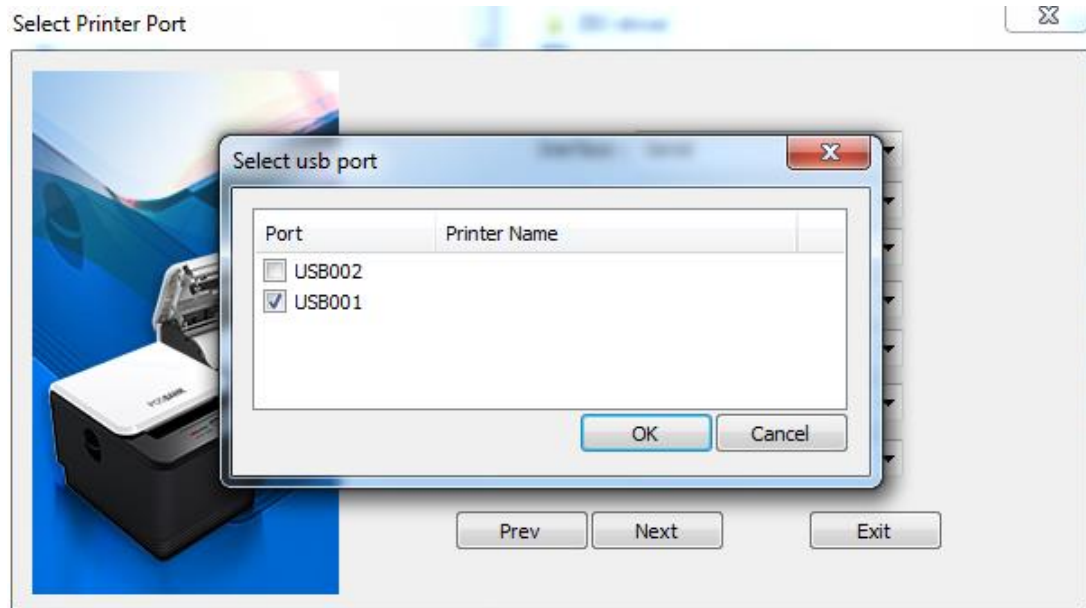 Select Printer Port
Select usb port
Port Printer Name
USB002
USB001
OK Cancel
Prev Next Exit